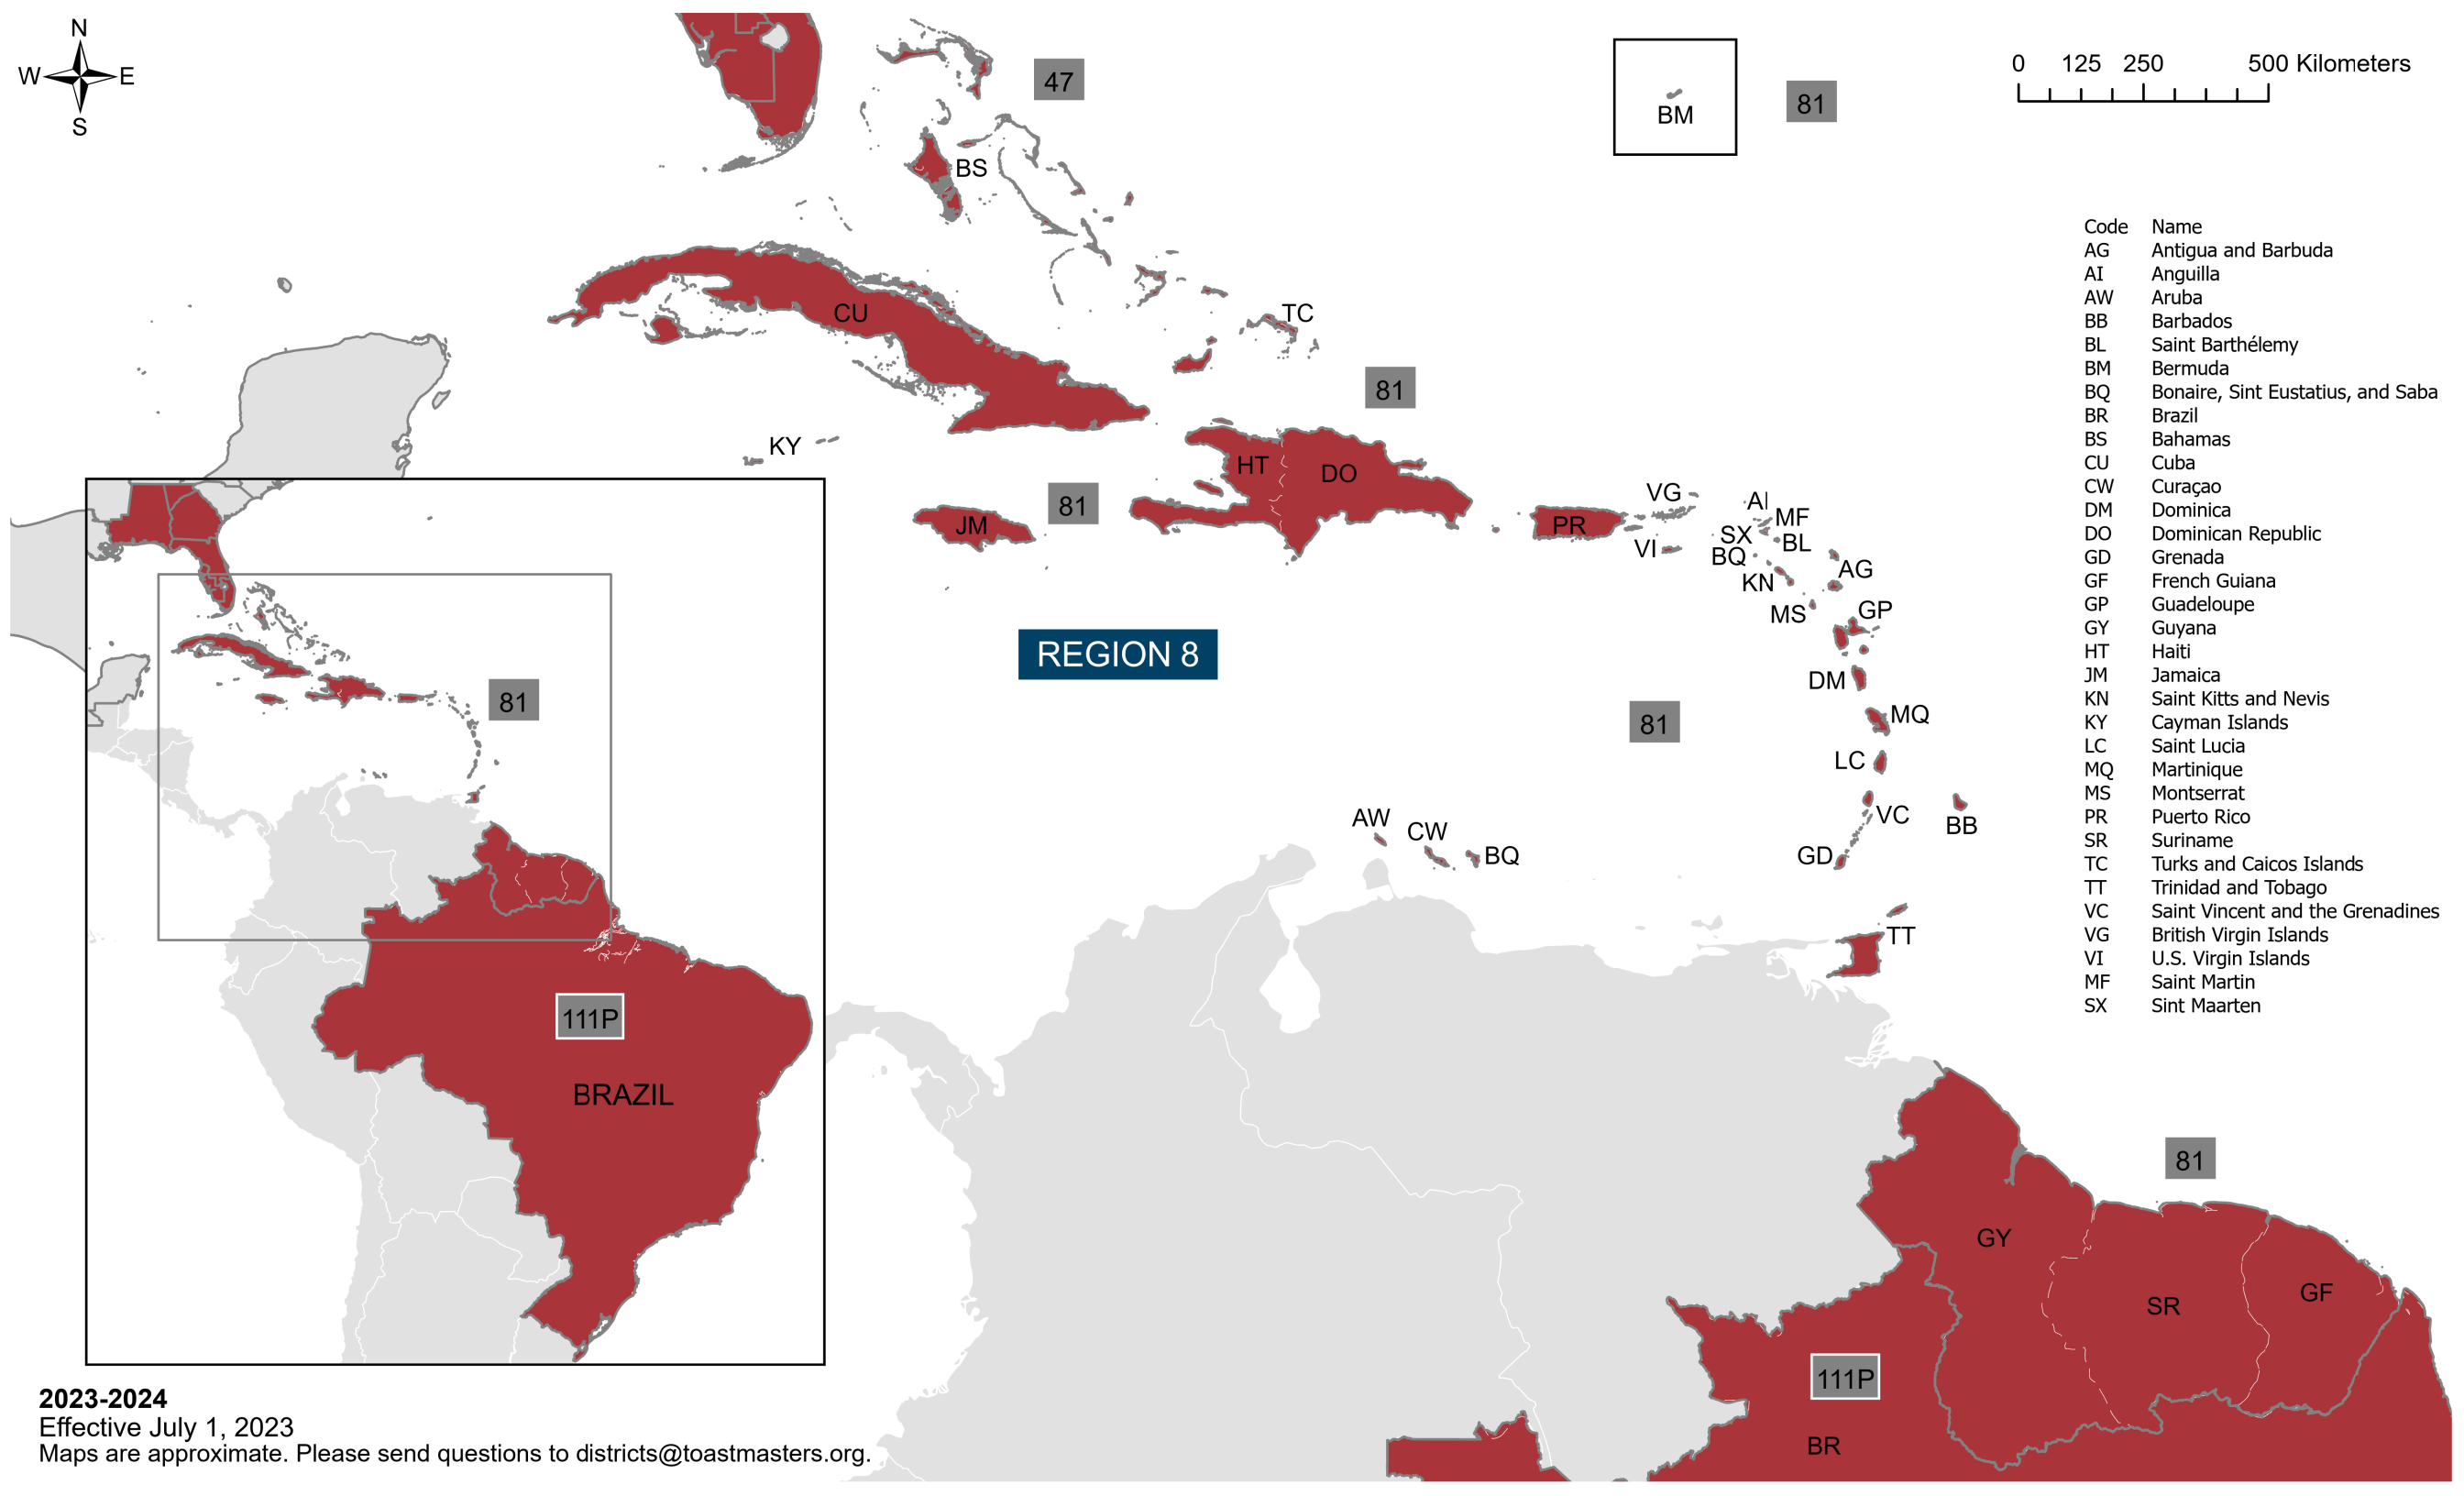 N
W E
S
47
BM
81
0 125 250 500 Kilometers
BS
CU
TC
81
KY
HT
DO
JM
81
PR
VG
VI
AI
MF
SX
BL
BQ
KN
AG
MS
GP
DM
MQ
LC
VC
BB
GD
REGION 8
81
81
AW
CW
BQ
TT
Code Name
AG Antigua and Barbuda
AI Anguilla
AW Aruba
BB Barbados
BL Saint Barthélemy
BM Bermuda
BQ Bonaire, Sint Eustatius, and Saba
BR Brazil
BS Bahamas
CU Cuba
CW Curaçao
DM Dominica
DO Dominican Republic
GD Grenada
GF French Guiana
GP Guadeloupe
GY Guyana
HT Haiti
JM Jamaica
KN Saint Kitts and Nevis
KY Cayman Islands
LC Saint Lucia
MQ Martinique
MS Montserrat
PR Puerto Rico
SR Suriname
TC Turks and Caicos Islands
TT Trinidad and Tobago
VC Saint Vincent and the Grenadines
VG British Virgin Islands
VI U.S. Virgin Islands
MF Saint Martin
SX Sint Maarten
111P
BRAZIL
81
GY
SR
GF
111P
BR
2023-2024
Effective July 1, 2023
Maps are approximate. Please send questions to districts@toastmasters.org.